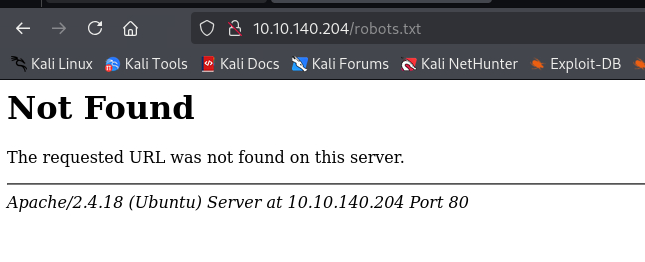 10.10.140.204/robots.txt
Kali Linux Kali Tools Kali Docs Kali Forums Kali NetHunter Exploit-DB
Not Found
The requested URL was not found on this server.
Apache/2.4.18 (Ubuntu) Server at 10.10.140.204 Port 80